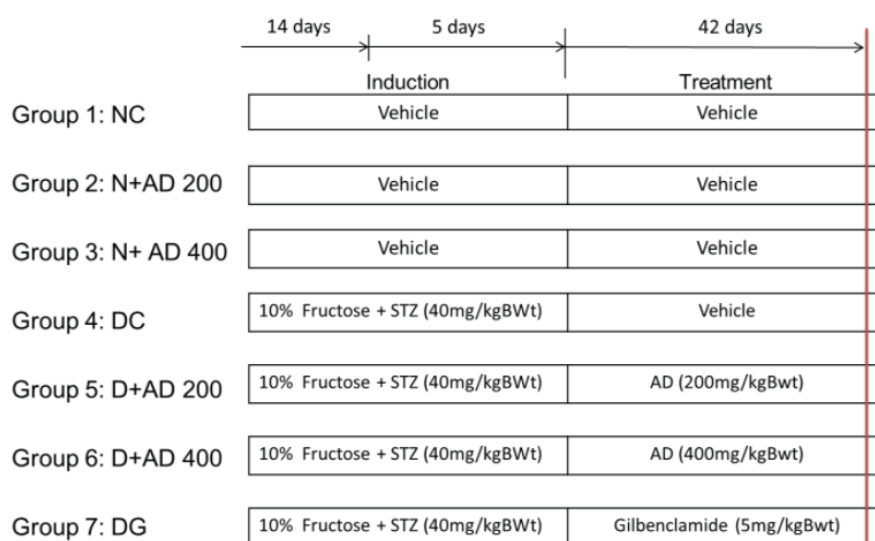 14 days 5 days 42 days
Induction Treatment
Group 1: NC Vehicle Vehicle
Group 2: N+AD 200 Vehicle Vehicle
Group 3: N+ AD 400 Vehicle Vehicle
Group 4: DC 10% Fructose + STZ (40mg/kgBWt) Vehicle
Group 5: D+AD 200 10% Fructose + STZ (40mg/kgBWt) AD (200mg/kgBwt)
Group 6: D+AD 400 10% Fructose + STZ (40mg/kgBWt) AD (400mg/kgBwt)
Group 7: DG 10% Fructose + STZ (40mg/kgBWt) Gilbenclamide (5mg/kgBwt)